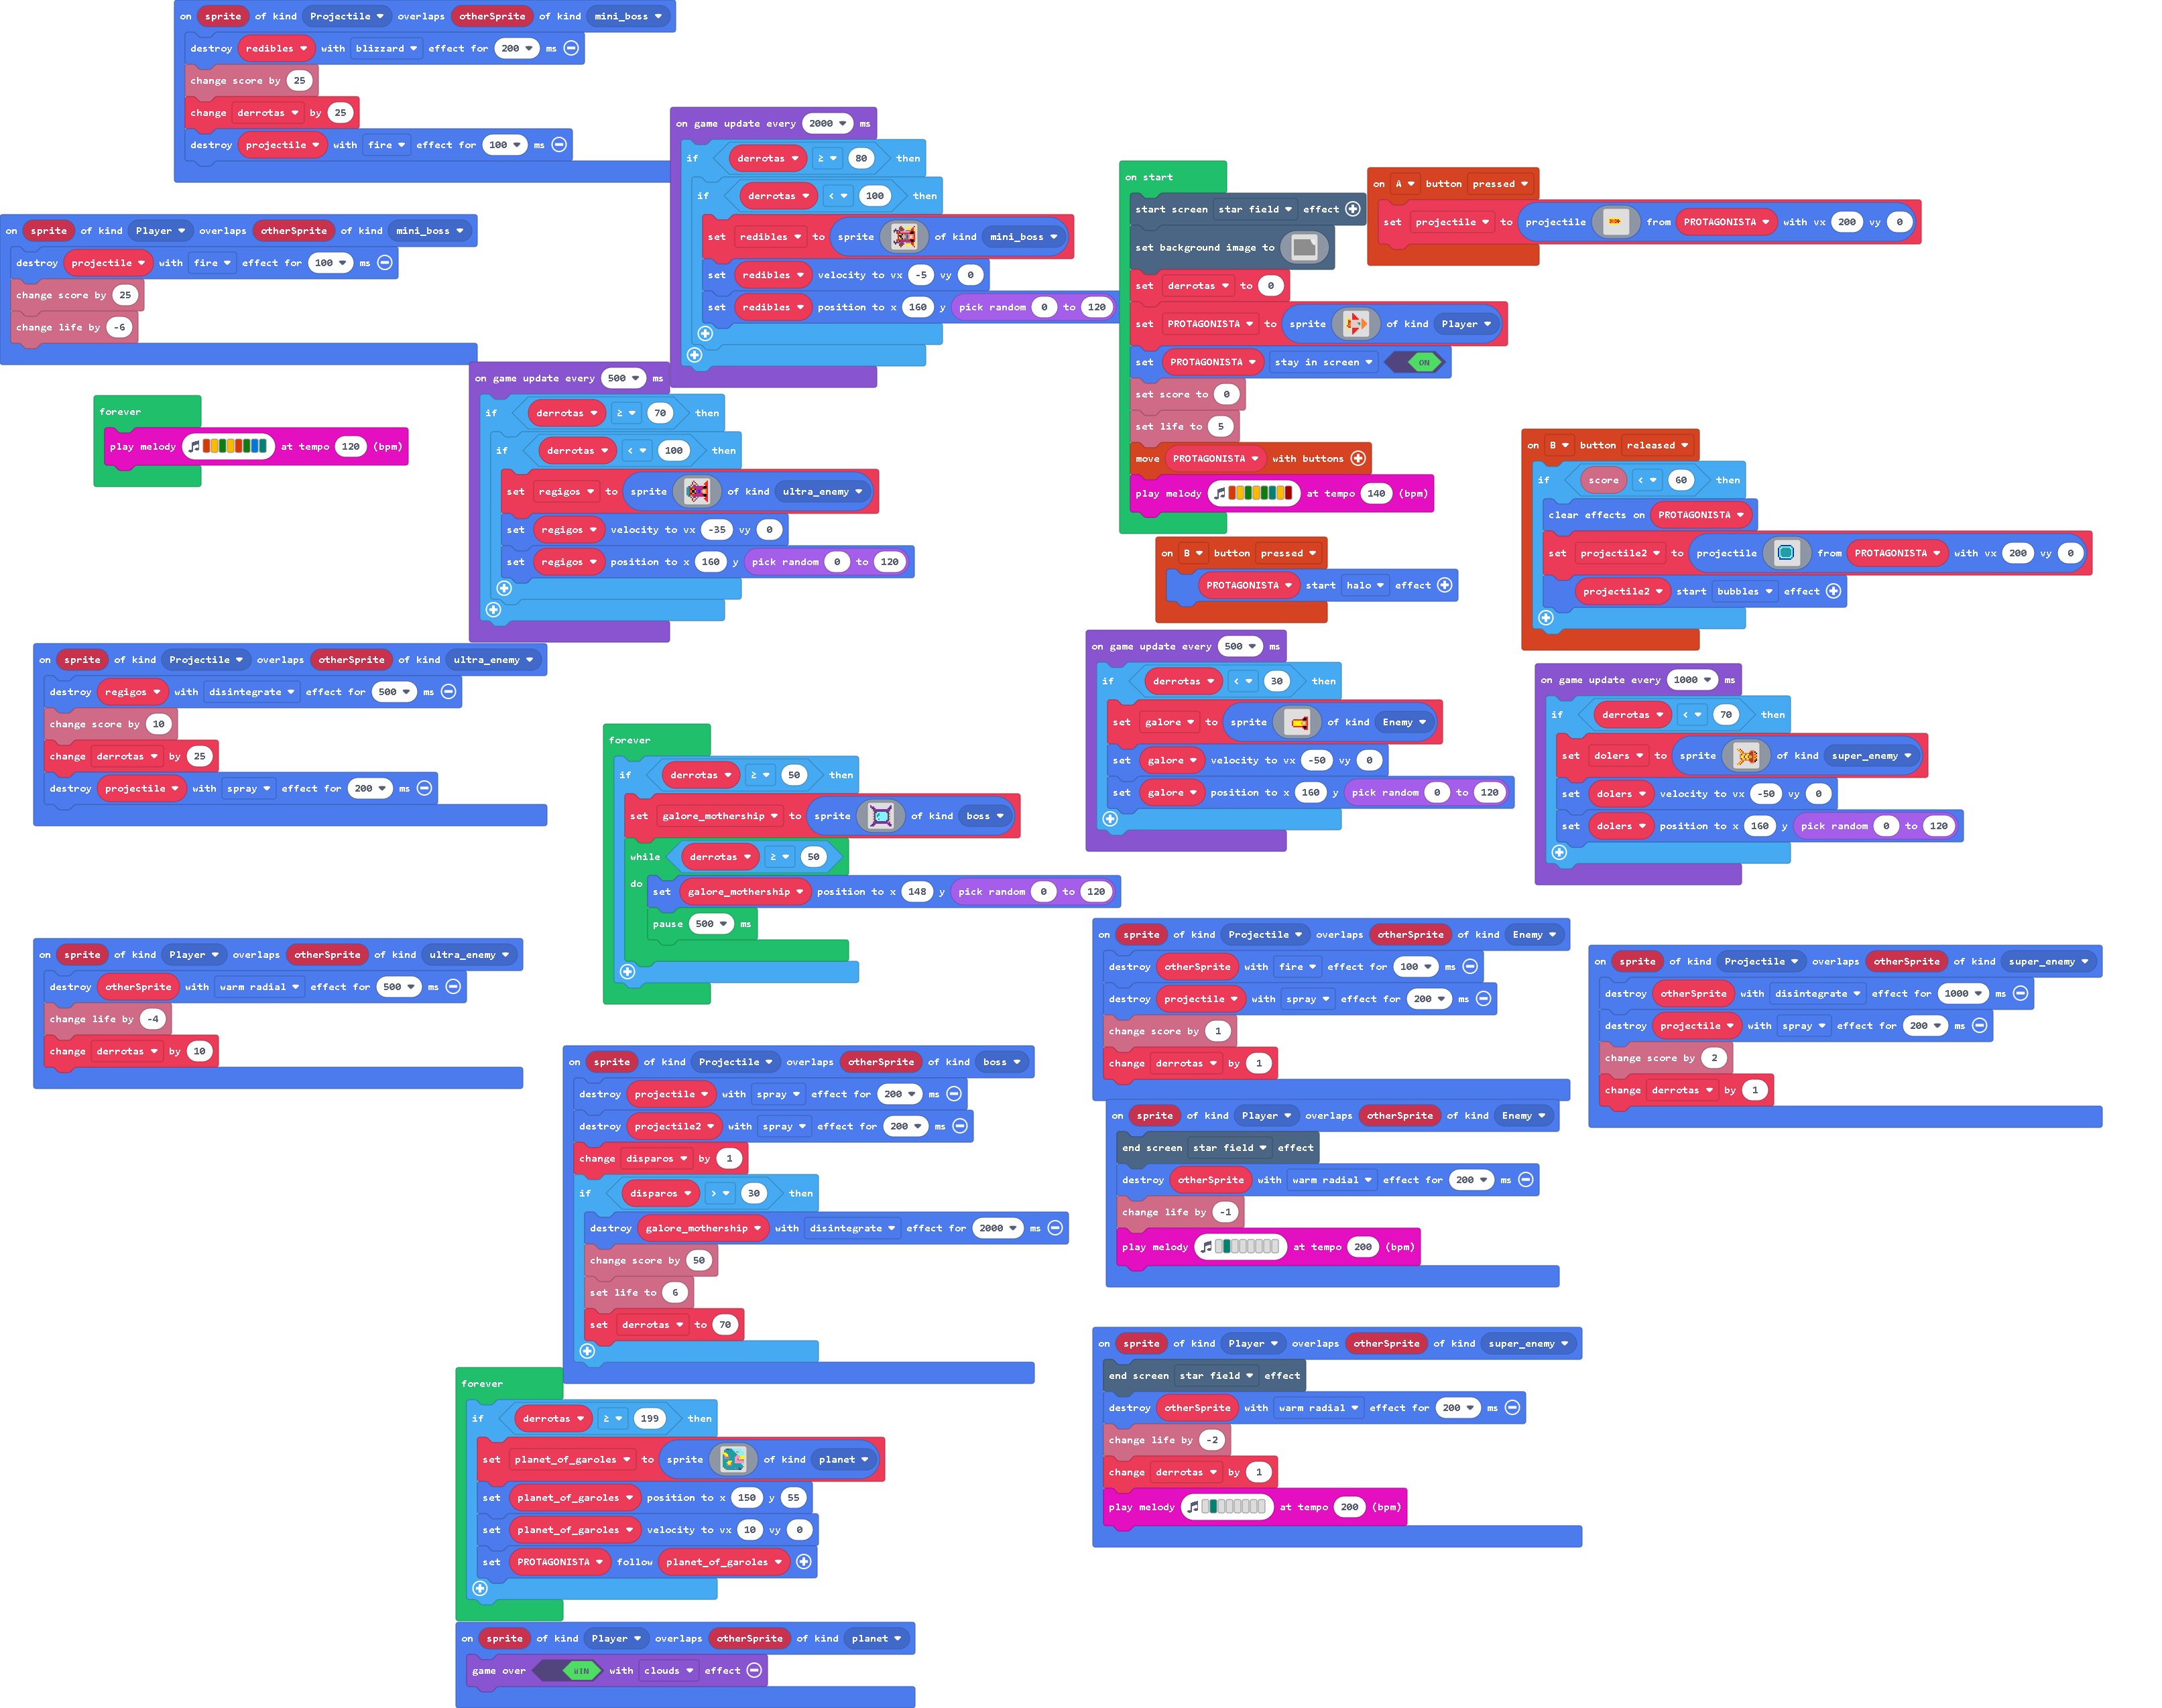 on sprite of kind Projectile overlaps otherSprite of kind mini_boss
destroy redibles with blizzard effect for 200 ms
change score by 25
change derrotas by 25
destroy projectile with fire effect for 100 ms
on sprite of kind Player overlaps otherSprite of kind mini_boss
destroy projectile with fire effect for 100 ms
change score by 25
change life by -6
forever
play melody at tempo 120 (bpm)
on game update every 2000 ms
if derrotas ≥ 80 then
if derrotas < 100 then
set redibles to sprite of kind mini_boss
set redibles velocity to vx -5 vy 0
set redibles position to x 160 y pick random 0 to 120
on game update every 500 ms
if derrotas ≥ 70 then
if derrotas < 100 then
set regigos to sprite of kind ultra_enemy
set regigos velocity to vx -35 vy 0
set regigos position to x 160 y pick random 0 to 120
on start
start screen star field effect
set background image to
set derrotas to 0
set PROTAGONISTA to sprite of kind Player
set PROTAGONISTA stay in screen ON
set score to 0
set life to 5
move PROTAGONISTA with buttons
play melody at tempo 140 (bpm)
on A button pressed
set projectile to projectile from PROTAGONISTA with vx 200 vy 0
on B button released
if score < 60 then
clear effects on PROTAGONISTA
set projectile2 to projectile from PROTAGONISTA with vx 200 vy 0
projectile2 start bubbles effect
on B button pressed
PROTAGONISTA start halo effect
on game update every 500 ms
if derrotas < 30 then
set galore to sprite of kind Enemy
set galore velocity to vx -50 vy 0
set galore position to x 160 y pick random 0 to 120
on game update every 1000 ms
if derrotas < 70 then
set dolers to sprite of kind super_enemy
set dolers velocity to vx -50 vy 0
set dolers position to x 160 y pick random 0 to 120
on sprite of kind Projectile overlaps otherSprite of kind ultra_enemy
destroy regigos with disintegrate effect for 500 ms
change score by 10
change derrotas by 25
destroy projectile with spray effect for 200 ms
forever
if derrotas ≥ 50 then
set galore_mothership to sprite of kind boss
while derrotas ≥ 50
do set galore_mothership position to x 148 y pick random 0 to 120
pause 500 ms
on sprite of kind Player overlaps otherSprite of kind ultra_enemy
destroy otherSprite with warm radial effect for 500 ms
change life by -4
change derrotas by 10
on sprite of kind Projectile overlaps otherSprite of kind Enemy
destroy otherSprite with fire effect for 100 ms
destroy projectile with spray effect for 200 ms
change score by 1
change derrotas by 1
on sprite of kind Projectile overlaps otherSprite of kind super_enemy
destroy otherSprite with disintegrate effect for 1000 ms
destroy projectile with spray effect for 200 ms
change score by 2
change derrotas by 1
on sprite of kind Projectile overlaps otherSprite of kind boss
destroy projectile with spray effect for 200 ms
destroy projectile2 with spray effect for 200 ms
change disparos by 1
if disparos > 30 then
destroy galore_mothership with disintegrate effect for 2000 ms
change score by 50
set life to 6
set derrotas to 70
on sprite of kind Player overlaps otherSprite of kind Enemy
end screen star field effect
destroy otherSprite with warm radial effect for 200 ms
change life by -1
play melody at tempo 200 (bpm)
on sprite of kind Player overlaps otherSprite of kind super_enemy
end screen star field effect
destroy otherSprite with warm radial effect for 200 ms
change life by -2
change derrotas by 1
play melody at tempo 200 (bpm)
forever
if derrotas ≥ 199 then
set planet_of_garoles to sprite of kind planet
set planet_of_garoles position to x 150 y 55
set planet_of_garoles velocity to vx 10 vy 0
set PROTAGONISTA follow planet_of_garoles
on sprite of kind Player overlaps otherSprite of kind planet
game over WIN with clouds effect